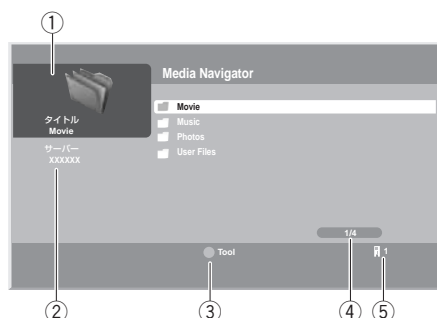 ①
Media Navigator
タイトル
Movie
サーバー
XXXXXX
Movie
Music
Photos
User Files
1/4
Tool
1
②
③
④
⑤